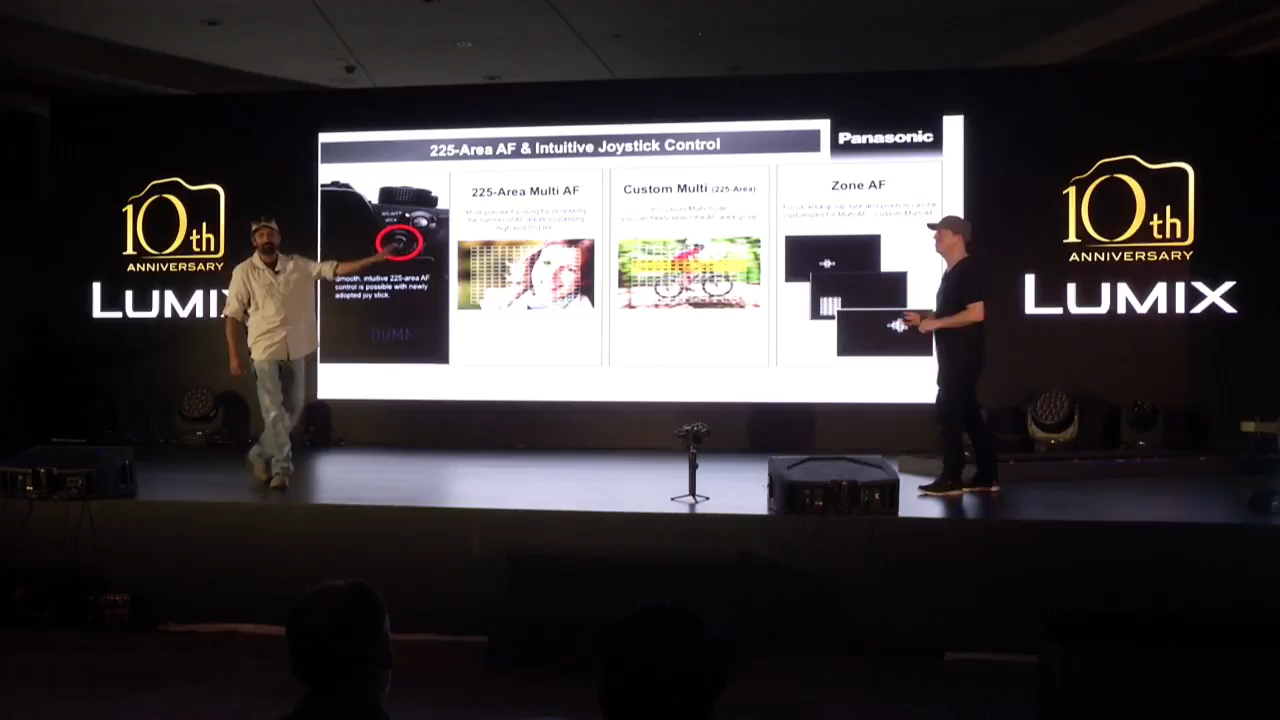 225-Area AF & Intuitive Joystick Control
Panasonic
10th
ANNIVERSARY
LUMIX
Smooth, intuitive 225-area AF
control is possible with newly
adopted joy stick.
225-Area Multi AF
Custom Multi (225-Area)
Zone AF
10th
ANNIVERSARY
LUMIX